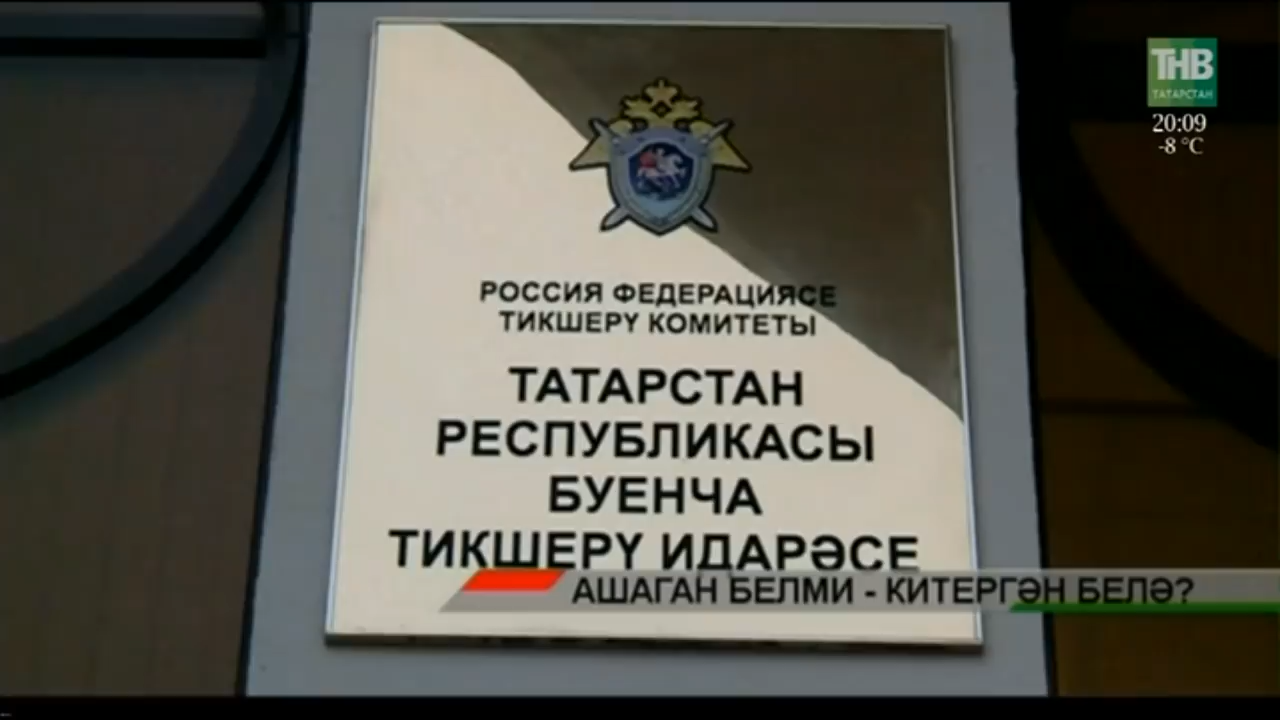 ТНВ
ТАТАРСТАН
20:09
-8 °C
РОССИЯ ФЕДЕРАЦИЯСЕ
ТИКШЕРҮ КОМИТЕТЫ
ТАТАРСТАН
РЕСПУБЛИКАСЫ
БУЕНЧА
ТИКШЕРҮ ИДАРӘСЕ
АШАГАН БЕЛМИ - КИТЕРГӘН БЕЛӘ?